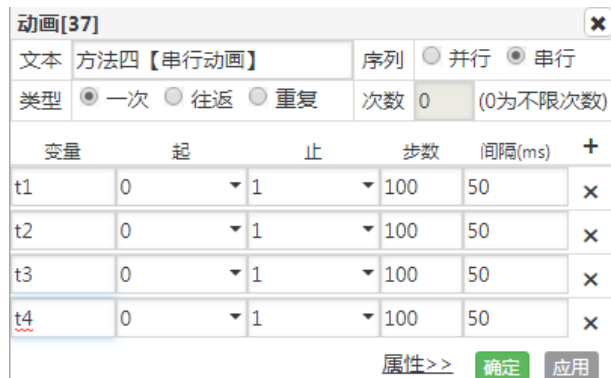 动画[37]
文本 方法四【串行动画】 序列 并行 串行
类型 一次 往返 重复 次数 0 (0为不限次数)
变量 起 止 步数 间隔(ms) +
t1 0 1 100 50 ×
t2 0 1 100 50 ×
t3 0 1 100 50 ×
t4 0 1 100 50 ×
属性>> 确定 应用